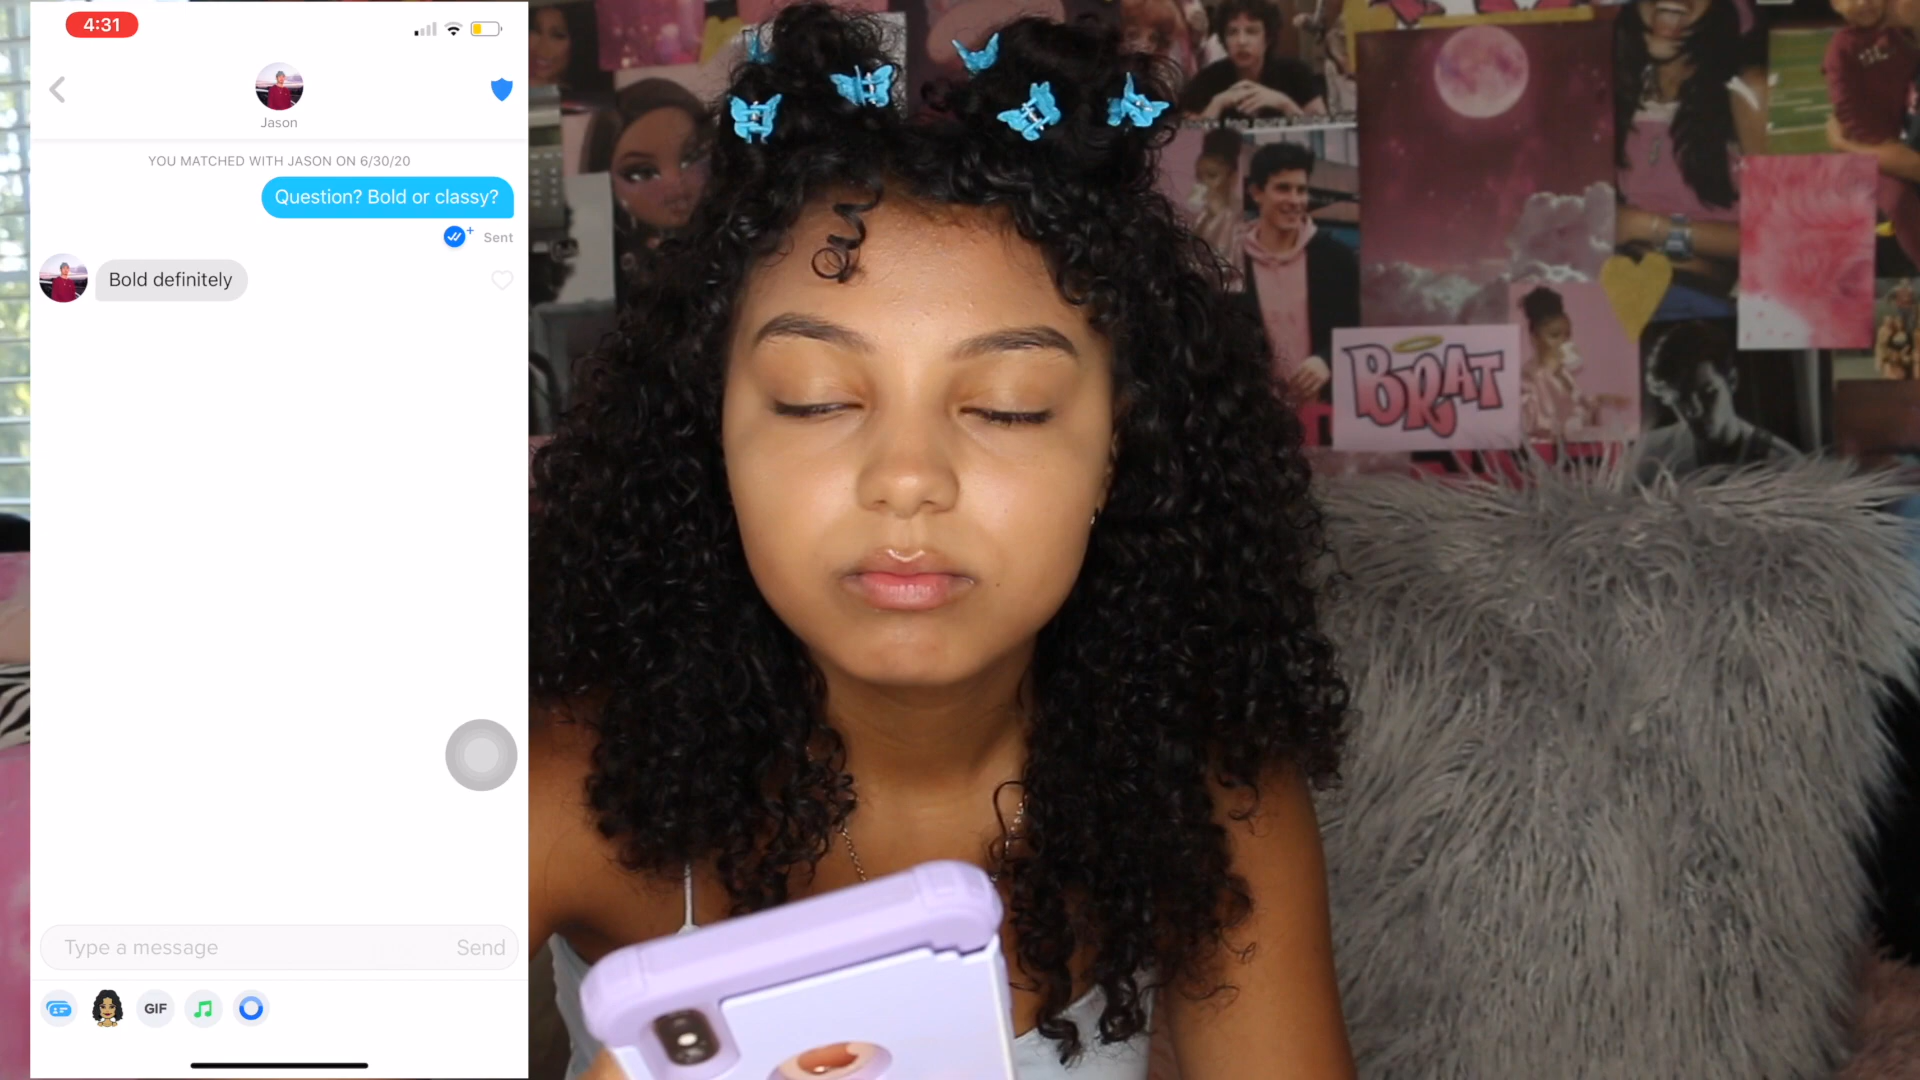 4:31
Jason
YOU MATCHED WITH JASON ON 6/30/20
Question? Bold or classy?
Sent
Bold definitely
Type a message
Send
GIF
BRAT